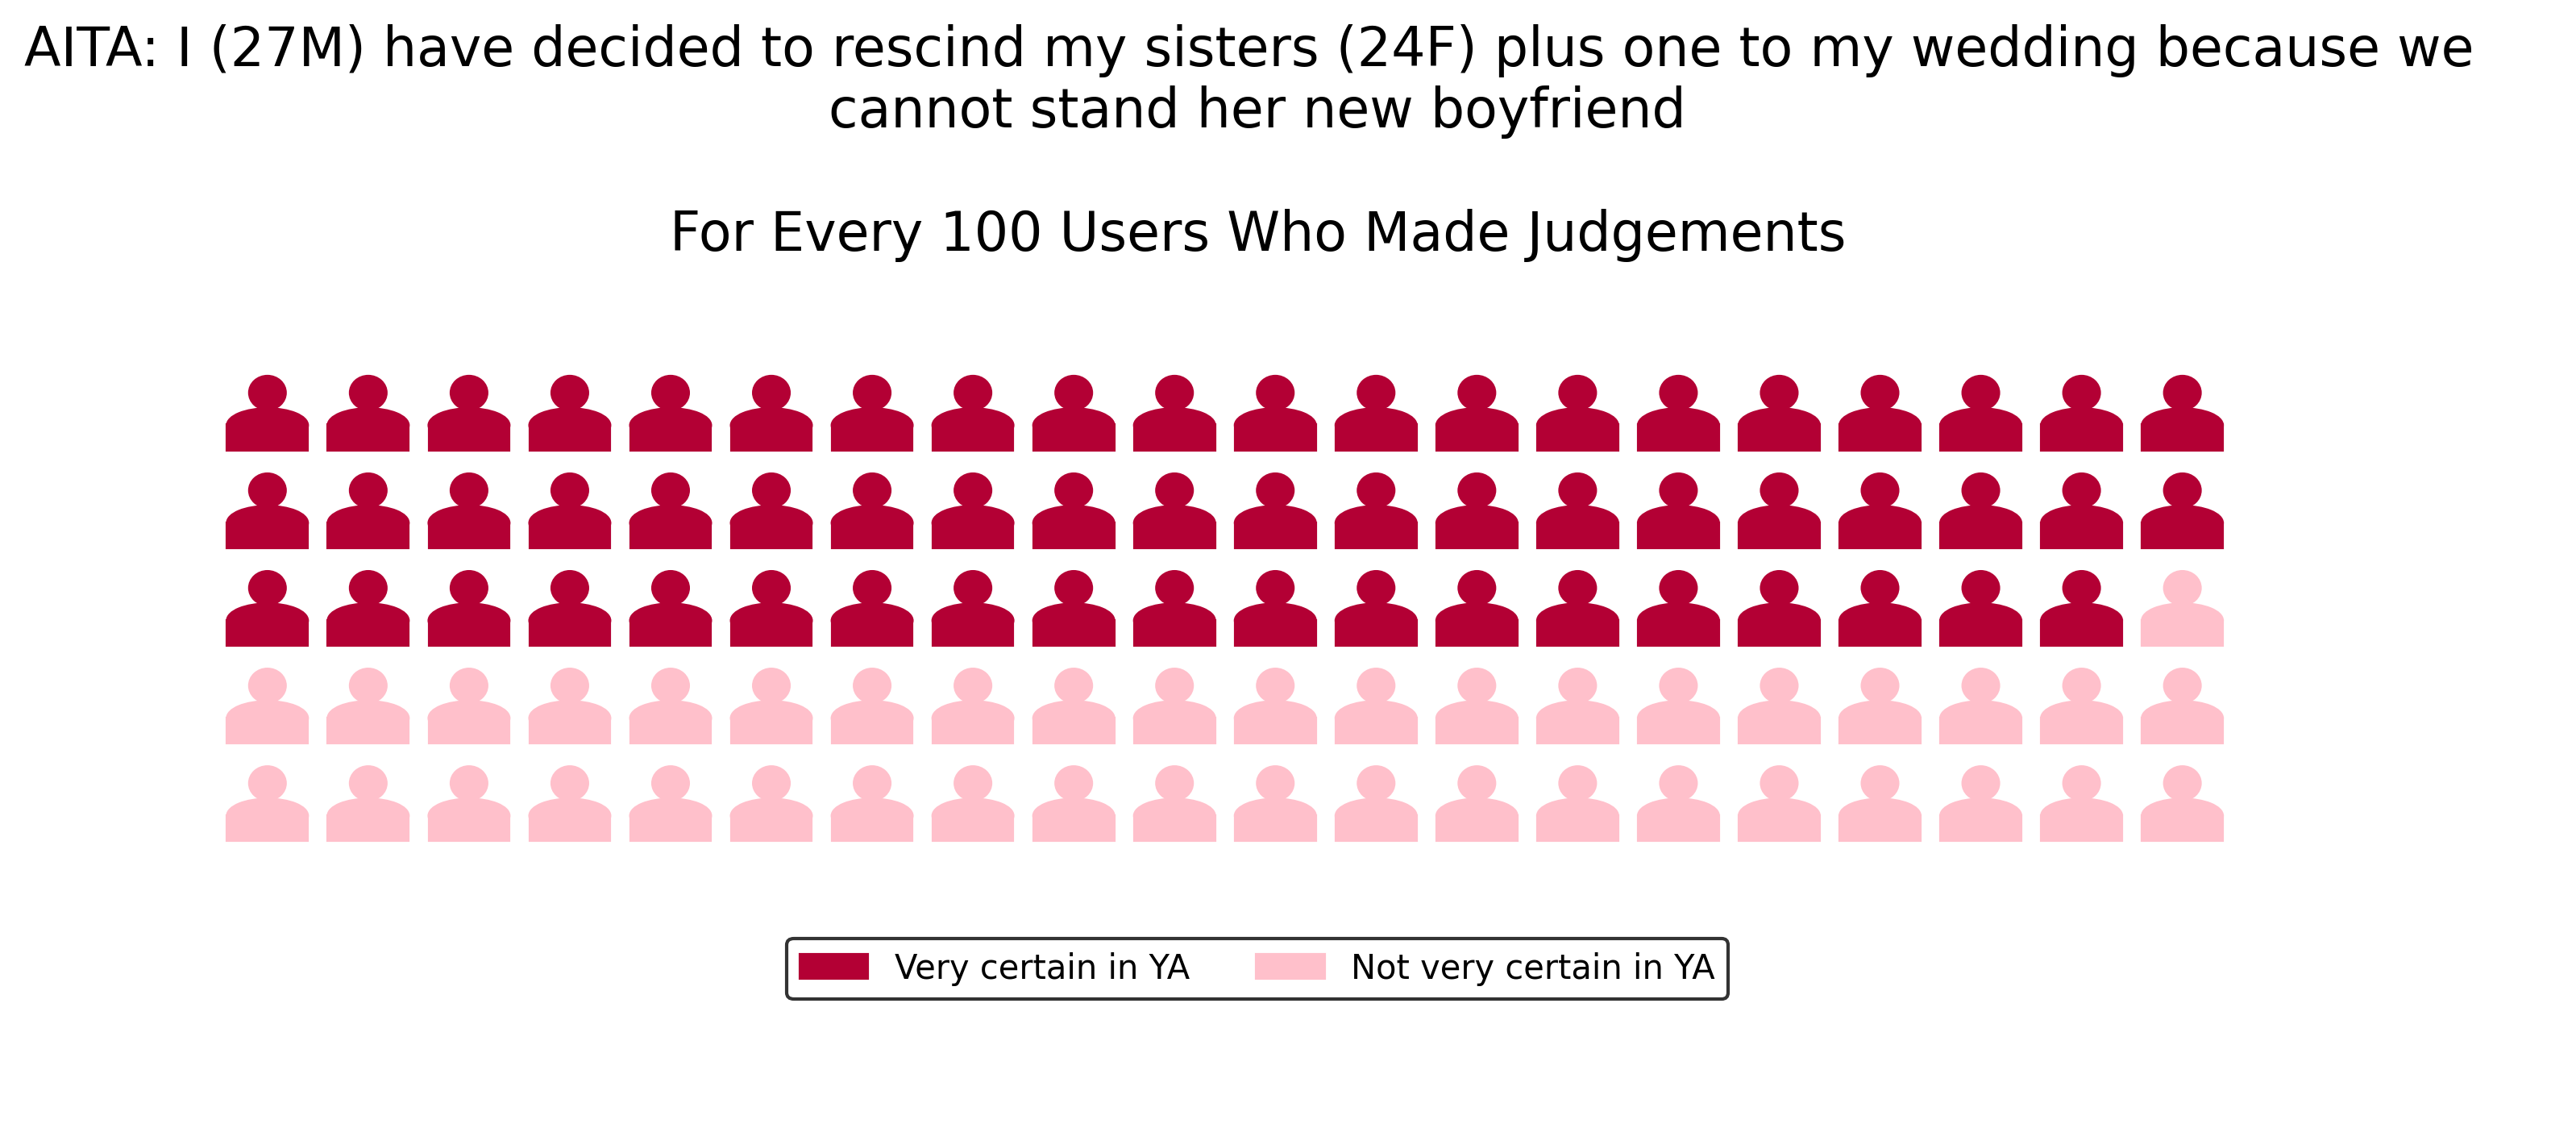 AITA: I (27M) have decided to rescind my sisters (24F) plus one to my wedding because we
cannot stand her new boyfriend
For Every 100 Users Who Made Judgements
Very certain in YA
Not very certain in YA